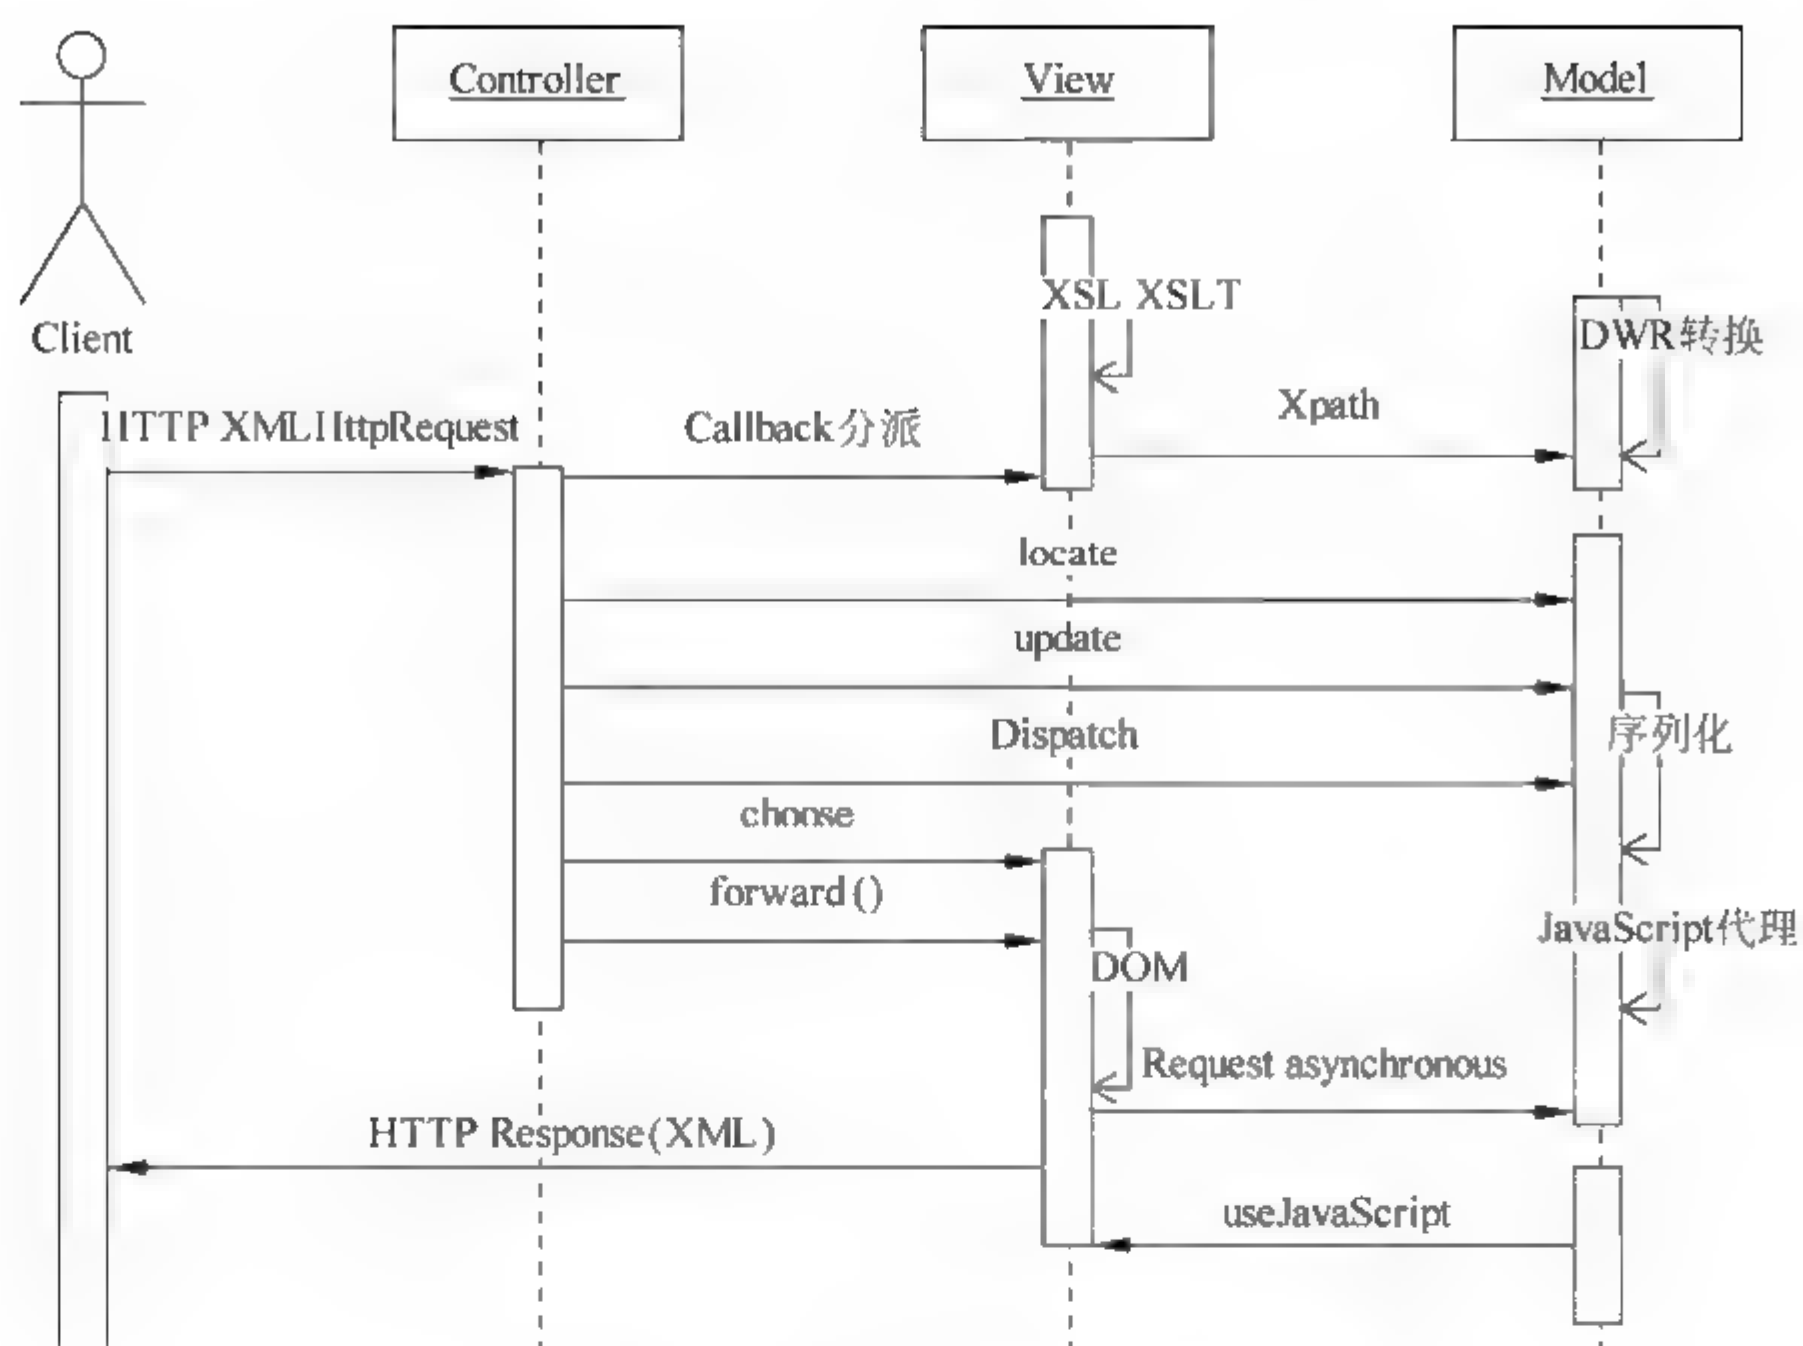 Controller
View
Model
Client
XSL XSLT
DWR转换
HTTP XMLHttpRequest
Callback分派
Xpath
locate
update
Dispatch
序列化
choose
forward()
JavaScript代理
DOM
Request asynchronous
HTTP Response(XML)
useJavaScript